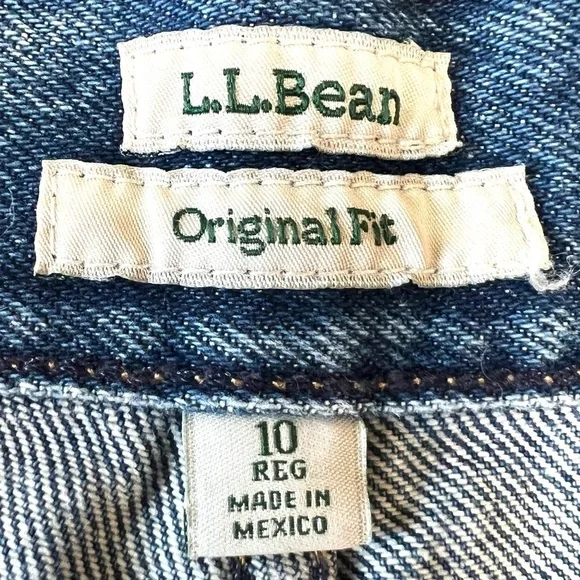 L.L.Bean
Original Fit
10
REG
MADE IN
MEXICO